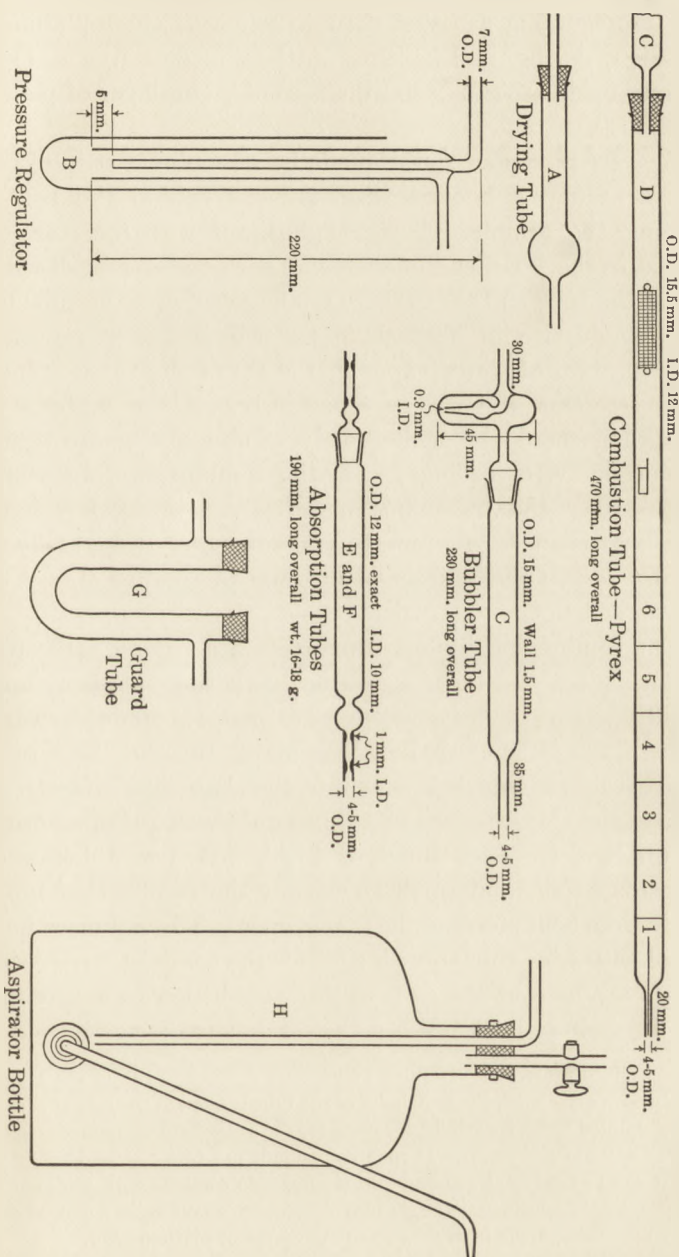 O.D. 15.5 mm. I.D. 12 mm.
C
D
6
5
4
3
2
1
20 mm.
4-5 mm.
O.D.
Combustion Tube—Pyrex
470 mm. long overall
A
Drying Tube
7 mm.
O.D.
5 mm.
B
220 mm.
Pressure Regulator
30 mm.
0.8 mm.
I.D.
45 mm.
O.D. 15 mm. Wall 1.5 mm.
C
35 mm.
4-5 mm.
O.D.
Bubbler Tube
230 mm. long overall
O.D. 12 mm. exact I.D. 10 mm.
E and F
1 mm. I.D.
4-5 mm.
O.D.
Absorption Tubes
190 mm. long overall wt. 16-18 g.
G
Guard
Tube
H
Aspirator Bottle